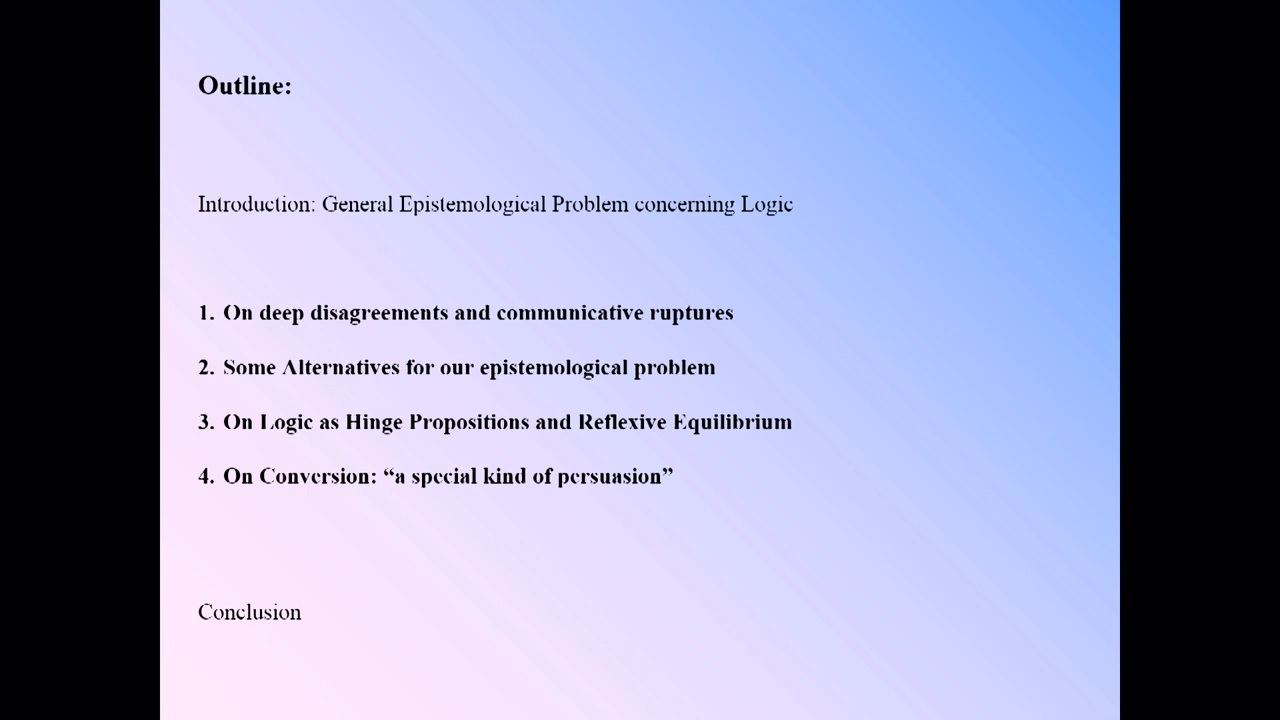 Outline:
Introduction: General Epistemological Problem concerning Logic
1. On deep disagreements and communicative ruptures
2. Some Alternatives for our epistemological problem
3. On Logic as Hinge Propositions and Reflexive Equilibrium
4. On Conversion: “a special kind of persuasion”
Conclusion